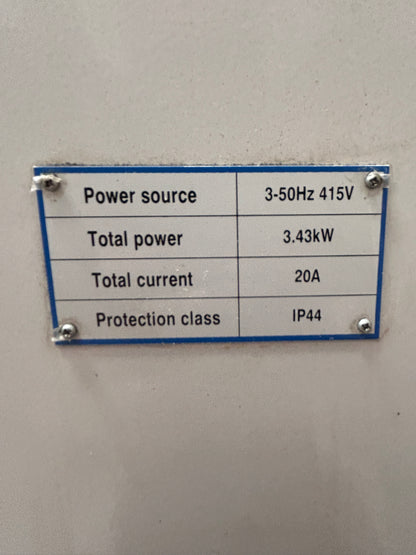 Power source 3-50Hz 415V
Total power 3.43kW
Total current 20A
Protection class IP44